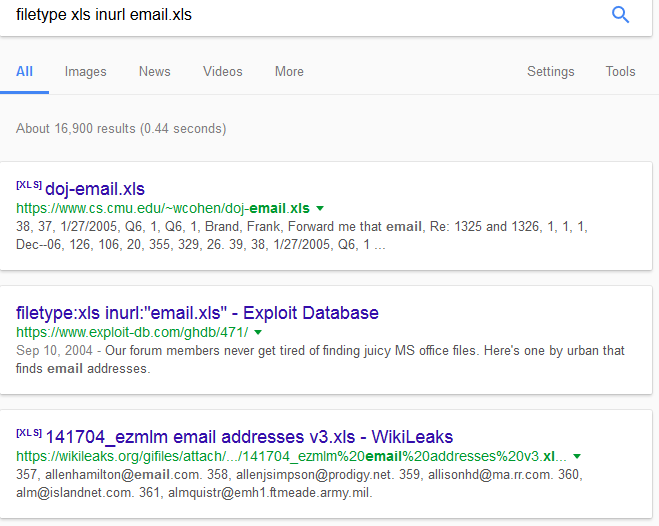 filetype xls inurl email.xls
All Images News Videos More Settings Tools
About 16,900 results (0.44 seconds)
[XLS] doj-email.xls
https://www.cs.cmu.edu/~wcohen/doj-email.xls
38, 37, 1/27/2005, Q6, 1, Q6, 1, Brand, Frank, Forward me that email, Re: 1325 and 1326, 1, 1, 1,
Dec--06, 126, 106, 20, 355, 329, 26. 39, 38, 1/27/2005, Q6, 1 ...
filetype:xls inurl:"email.xls" - Exploit Database
https://www.exploit-db.com/ghdb/471/
Sep 10, 2004 - Our forum members never get tired of finding juicy MS office files. Here's one by urban that
finds email addresses.
[XLS] 141704_ezmlm email addresses v3.xls - WikiLeaks
https://wikileaks.org/gifiles/attach/.../141704_ezmlm%20email%20addresses%20v3.xl...
357, allenhamilton@email.com. 358, allenjsimpson@prodigy.net. 359, allisonhd@ma.rr.com. 360,
alm@islandnet.com. 361, almquistr@emh1.ftmeade.army.mil.